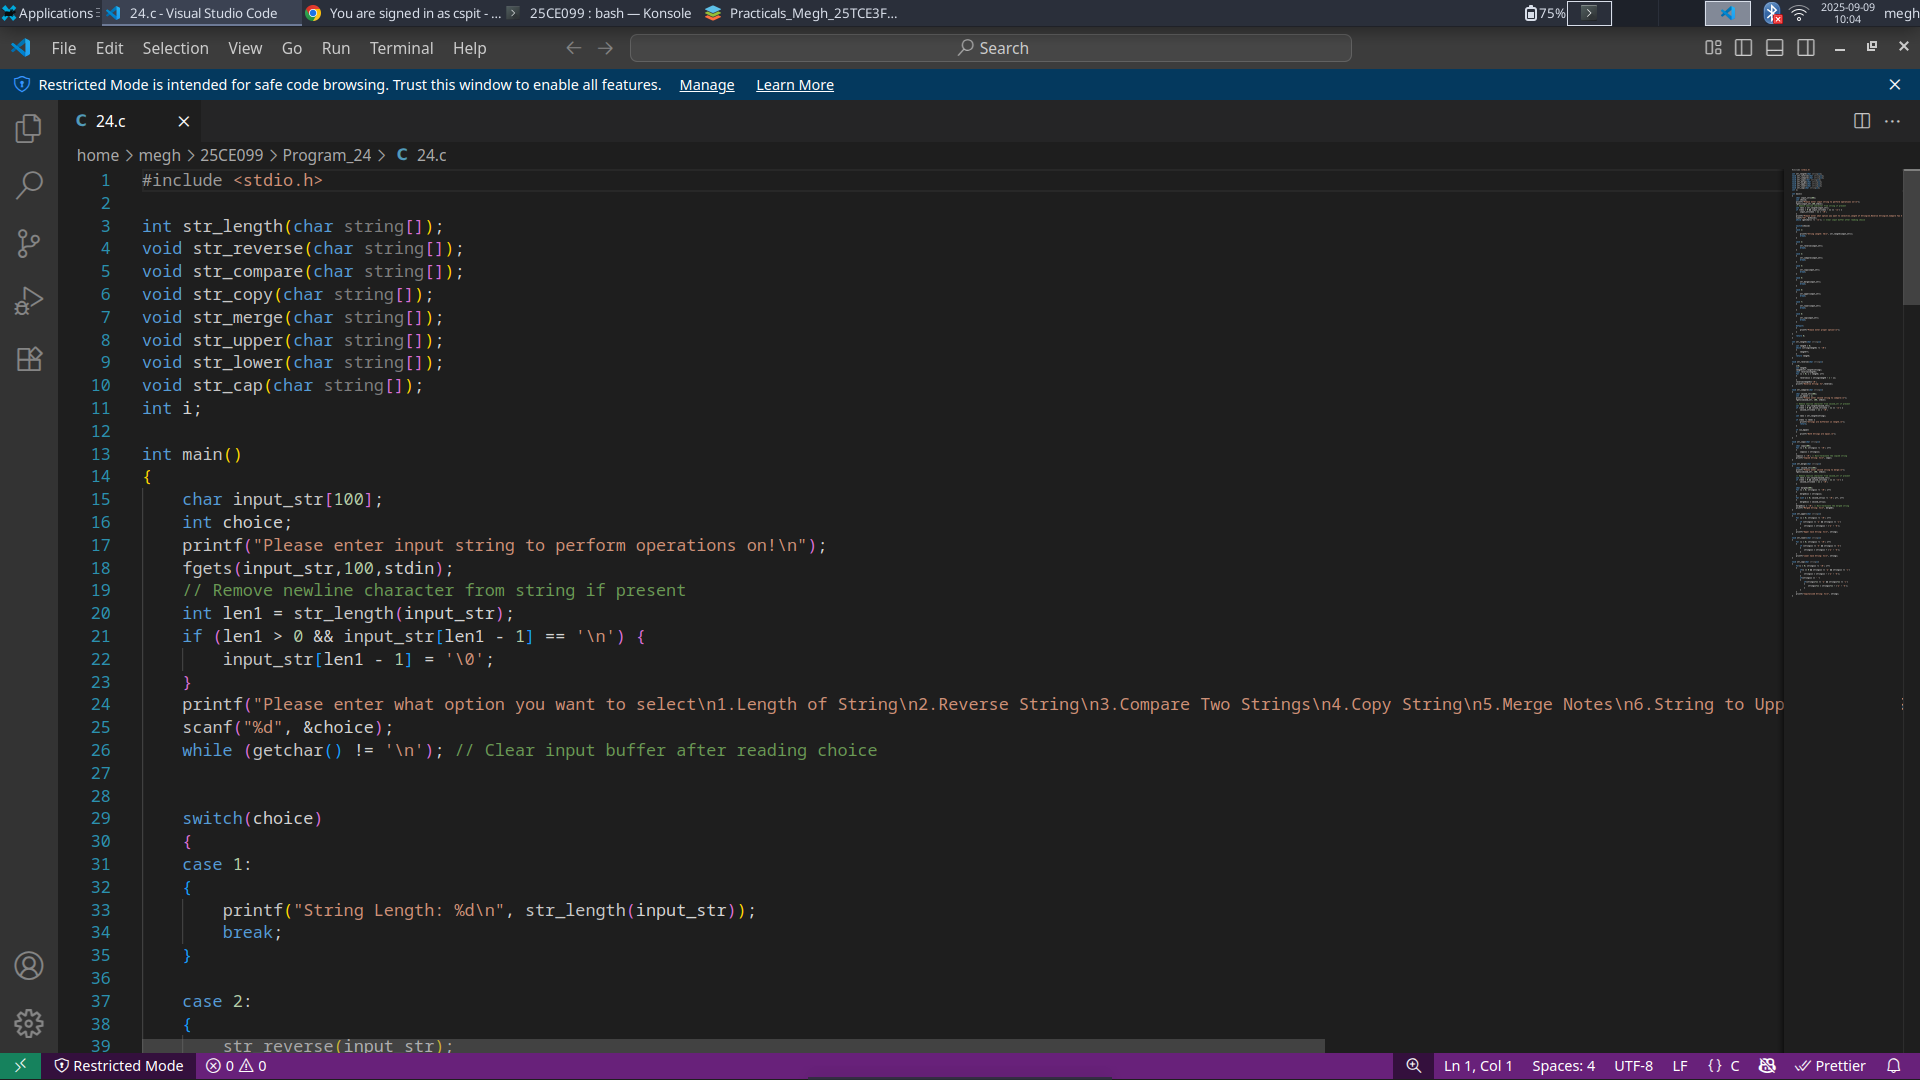 Applications
24.c - Visual Studio Code
You are signed in as cspit - ...
25CE099 : bash — Konsole
Practicals_Megh_25TCE3F...
75%
2025-09-09
10:04
megh
File Edit Selection View Go Run Terminal Help
Search
Restricted Mode is intended for safe code browsing. Trust this window to enable all features. Manage Learn More
C 24.c
home > megh > 25CE099 > Program_24 > C 24.c
1 #include <stdio.h>
2
3 int str_length(char string[]);
4 void str_reverse(char string[]);
5 void str_compare(char string[]);
6 void str_copy(char string[]);
7 void str_merge(char string[]);
8 void str_upper(char string[]);
9 void str_lower(char string[]);
10 void str_cap(char string[]);
11 int i;
12
13 int main()
14 {
15     char input_str[100];
16     int choice;
17     printf("Please enter input string to perform operations on!\n");
18     fgets(input_str,100,stdin);
19     // Remove newline character from string if present
20     int len1 = str_length(input_str);
21     if (len1 > 0 && input_str[len1 - 1] == '\n') {
22         input_str[len1 - 1] = '\0';
23     }
24     printf("Please enter what option you want to select\n1.Length of String\n2.Reverse String\n3.Compare Two Strings\n4.Copy String\n5.Merge Notes\n6.String to Upp
25     scanf("%d", &choice);
26     while (getchar() != '\n'); // Clear input buffer after reading choice
27
28
29     switch(choice)
30     {
31     case 1:
32     {
33         printf("String Length: %d\n", str_length(input_str));
34         break;
35     }
36
37     case 2:
38     {
39         str_reverse(input_str);
Restricted Mode 0 0 Ln 1, Col 1 Spaces: 4 UTF-8 LF {} C Prettier